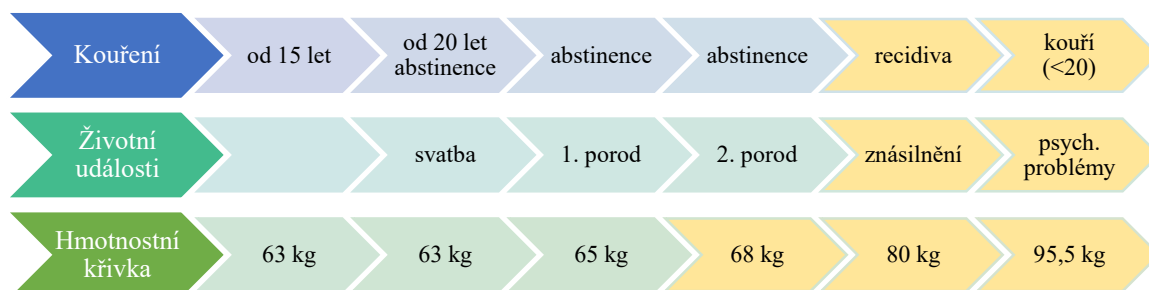 Kouření
od 15 let
od 20 let
abstinence
abstinence
abstinence
recidiva
kouří
(<20)
Životní
události
svatba
1. porod
2. porod
znásilnění
psych.
problémy
Hmotnostní
křivka
63 kg
63 kg
65 kg
68 kg
80 kg
95,5 kg